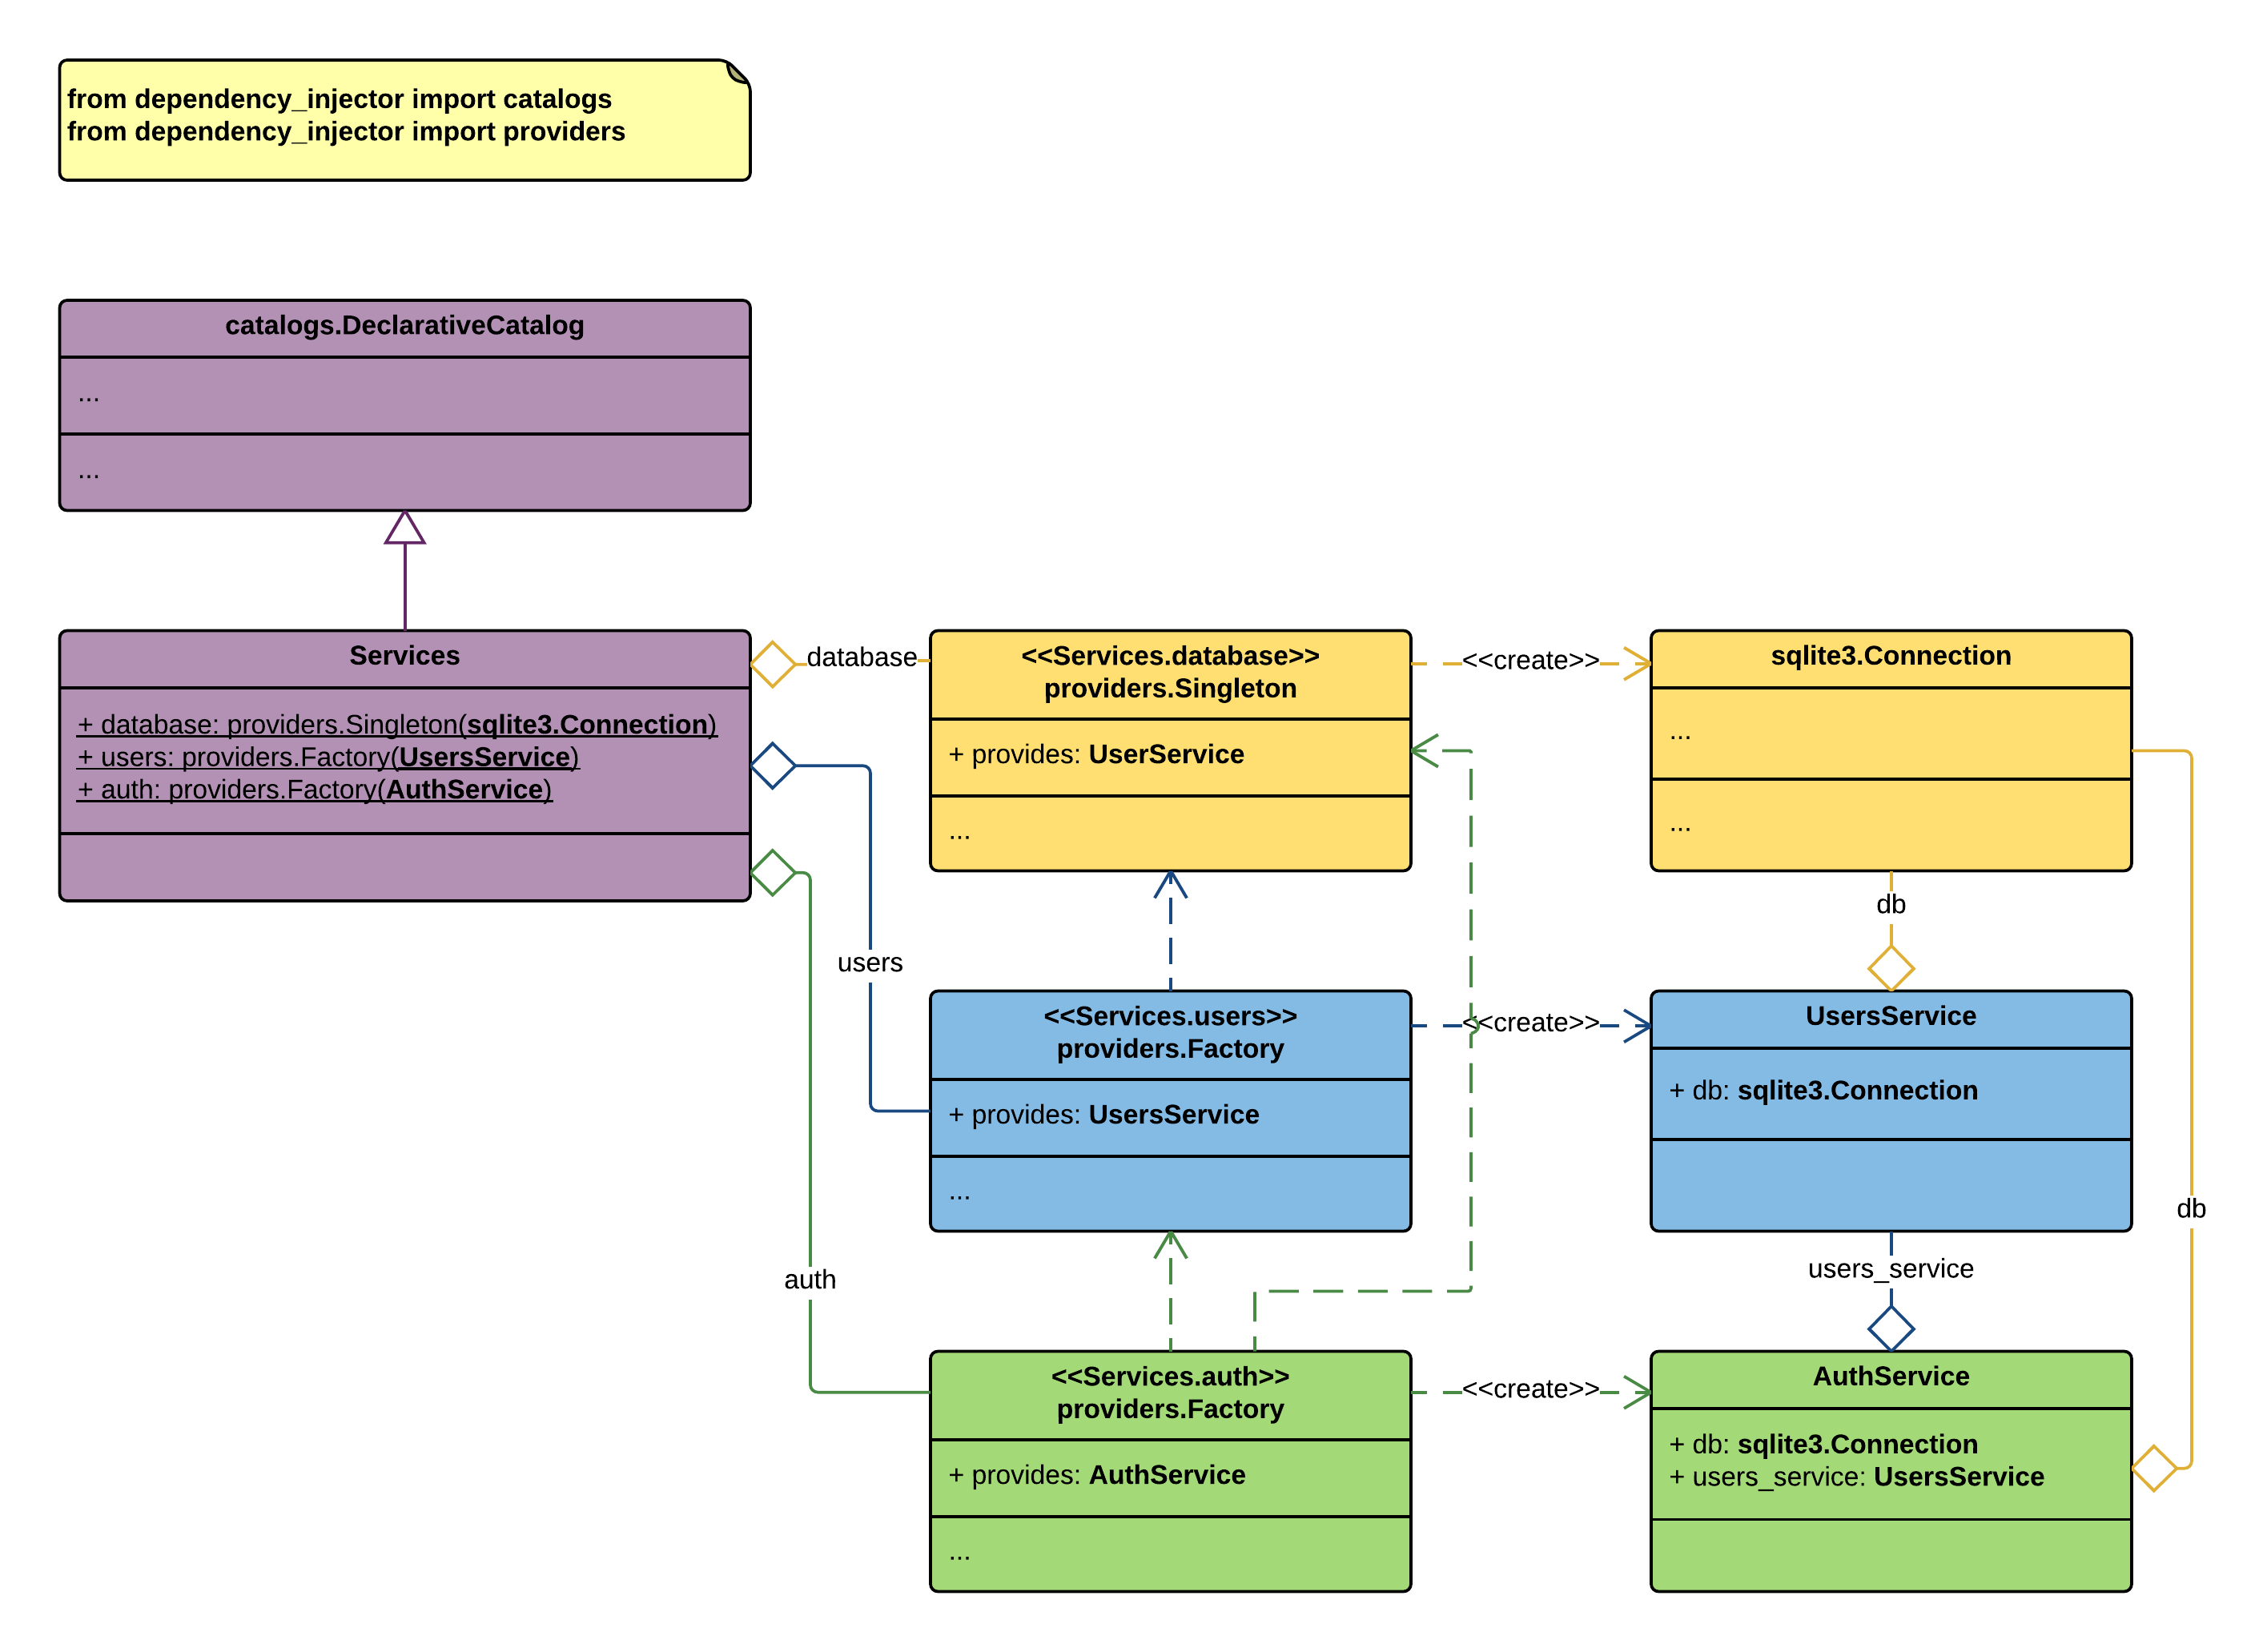 from dependency_injector import catalogs
from dependency_injector import providers
catalogs.DeclarativeCatalog
...
...
Services
+ database: providers.Singleton(sqlite3.Connection)
+ users: providers.Factory(UsersService)
+ auth: providers.Factory(AuthService)
database
users
auth
<<Services.database>>
providers.Singleton
+ provides: UserService
...
<<create>>
sqlite3.Connection
...
...
db
<<Services.users>>
providers.Factory
+ provides: UsersService
...
<<create>>
UsersService
+ db: sqlite3.Connection
db
users_service
<<Services.auth>>
providers.Factory
+ provides: AuthService
...
<<create>>
AuthService
+ db: sqlite3.Connection
+ users_service: UsersService